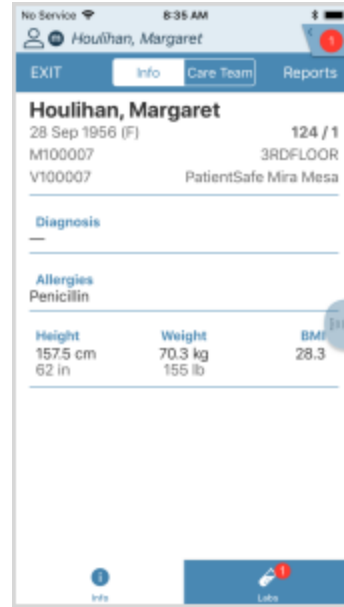 No Service 8:35 AM
Houlihan, Margaret
1
EXIT Info Care Team Reports
Houlihan, Margaret
28 Sep 1956 (F) 124 / 1
M100007 3RDFLOOR
V100007 PatientSafe Mira Mesa
Diagnosis
—
Allergies
Penicillin
Height Weight BMI
157.5 cm 70.3 kg 28.3
62 in 155 lb
1
Info Labs